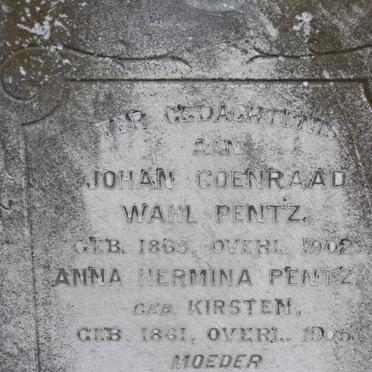 TER GEDACHTENIS
AAN
JOHAN COENRAAD
WAHL PENTZ.
GEB. 1865, OVERL. 1902
ANNA HERMINA PENTZ
GEB. KIRSTEN,
GEB. 1861, OVERL. 1905
MOEDER